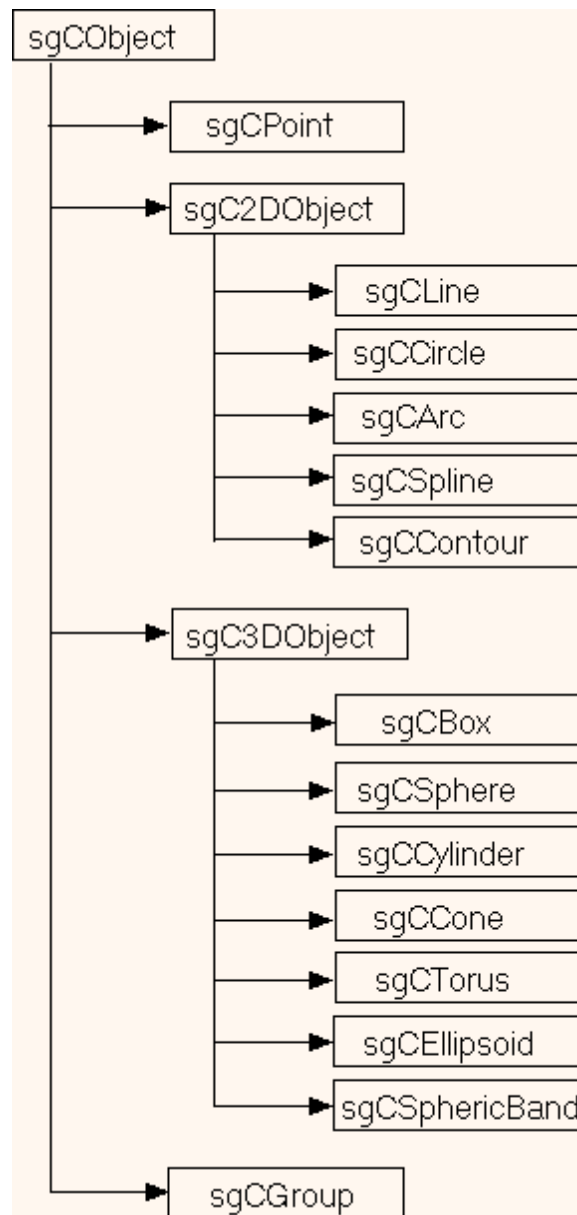 sgCObject
sgCPoint
sgC2DObject
sgCLine
sgCCircle
sgCArc
sgCSpline
sgCContour
sgC3DObject
sgCBox
sgCSphere
sgCCylinder
sgCCone
sgCTorus
sgCEllipsoid
sgCSphericBand
sgCGroup